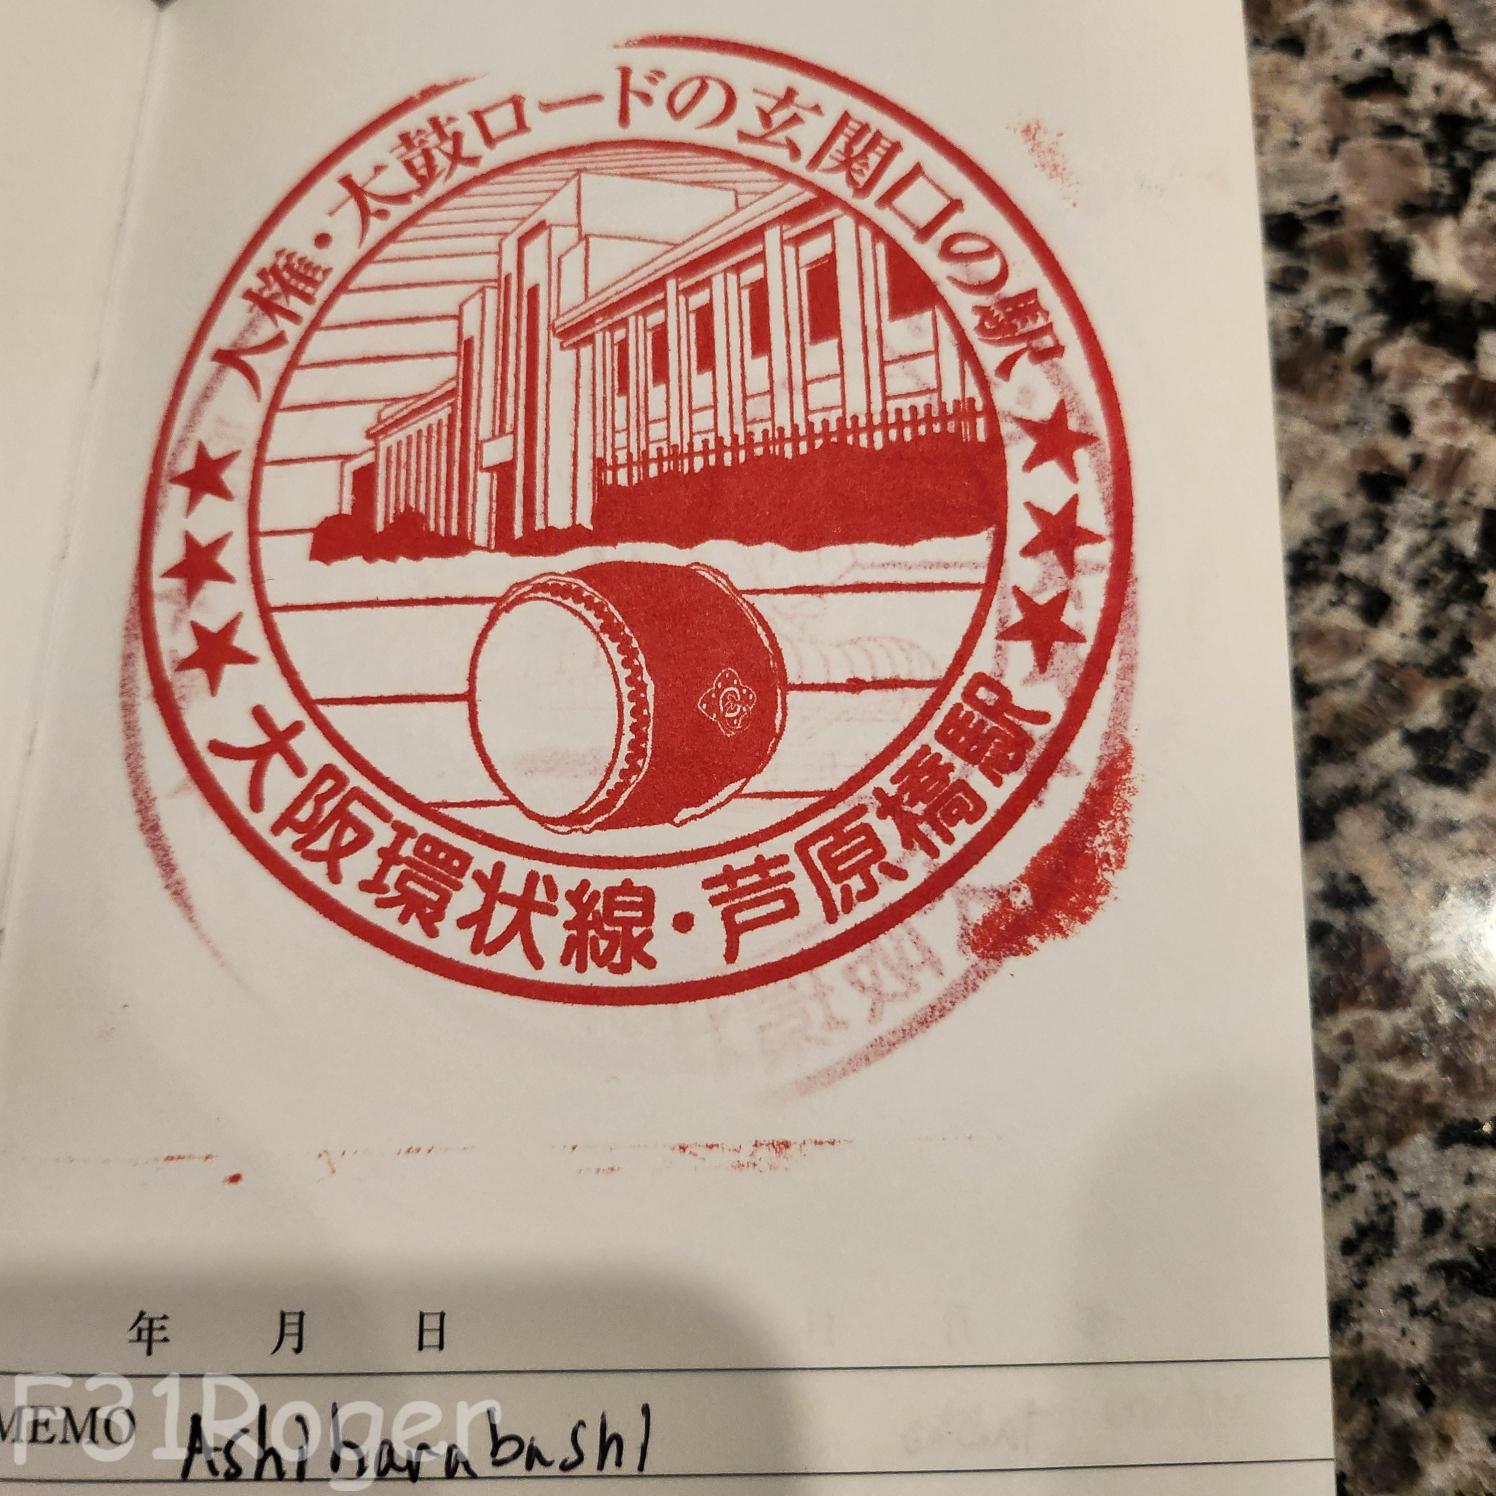 人権・太鼓ロードの玄関口の駅
大阪環状線・芦原橋駅
年 月 日
MEMO Ashiharabashi
F31Roger